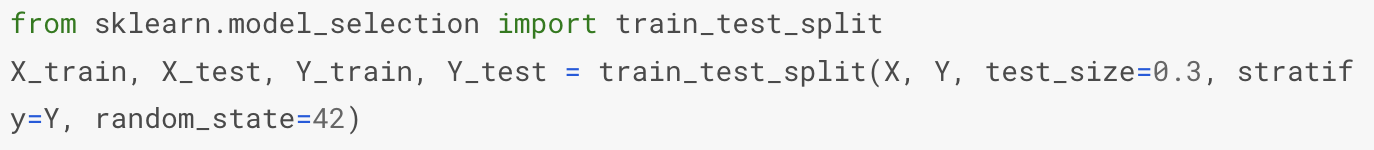 from sklearn.model_selection import train_test_split
X_train, X_test, Y_train, Y_test = train_test_split(X, Y, test_size=0.3, stratif
y=Y, random_state=42)